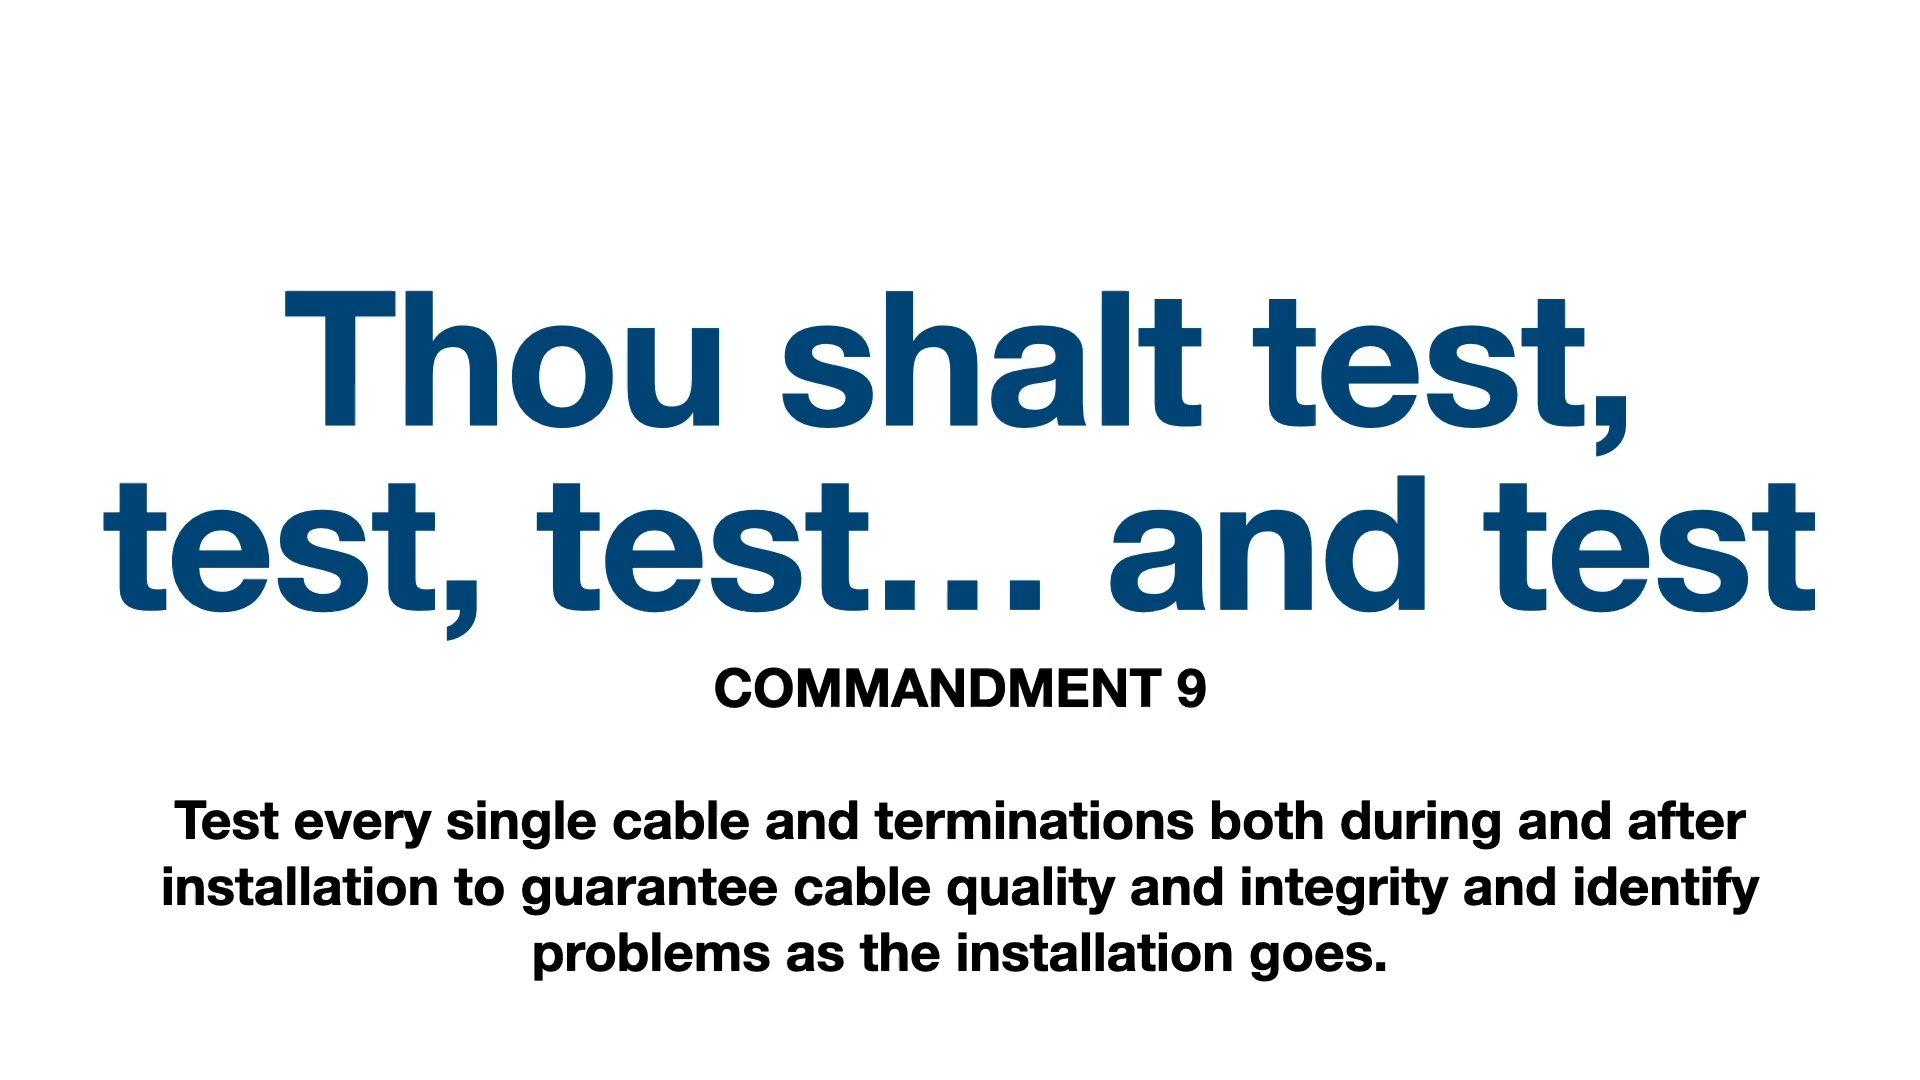 Thou shalt test,
test, test… and test
COMMANDMENT 9
Test every single cable and terminations both during and after
installation to guarantee cable quality and integrity and identify
problems as the installation goes.